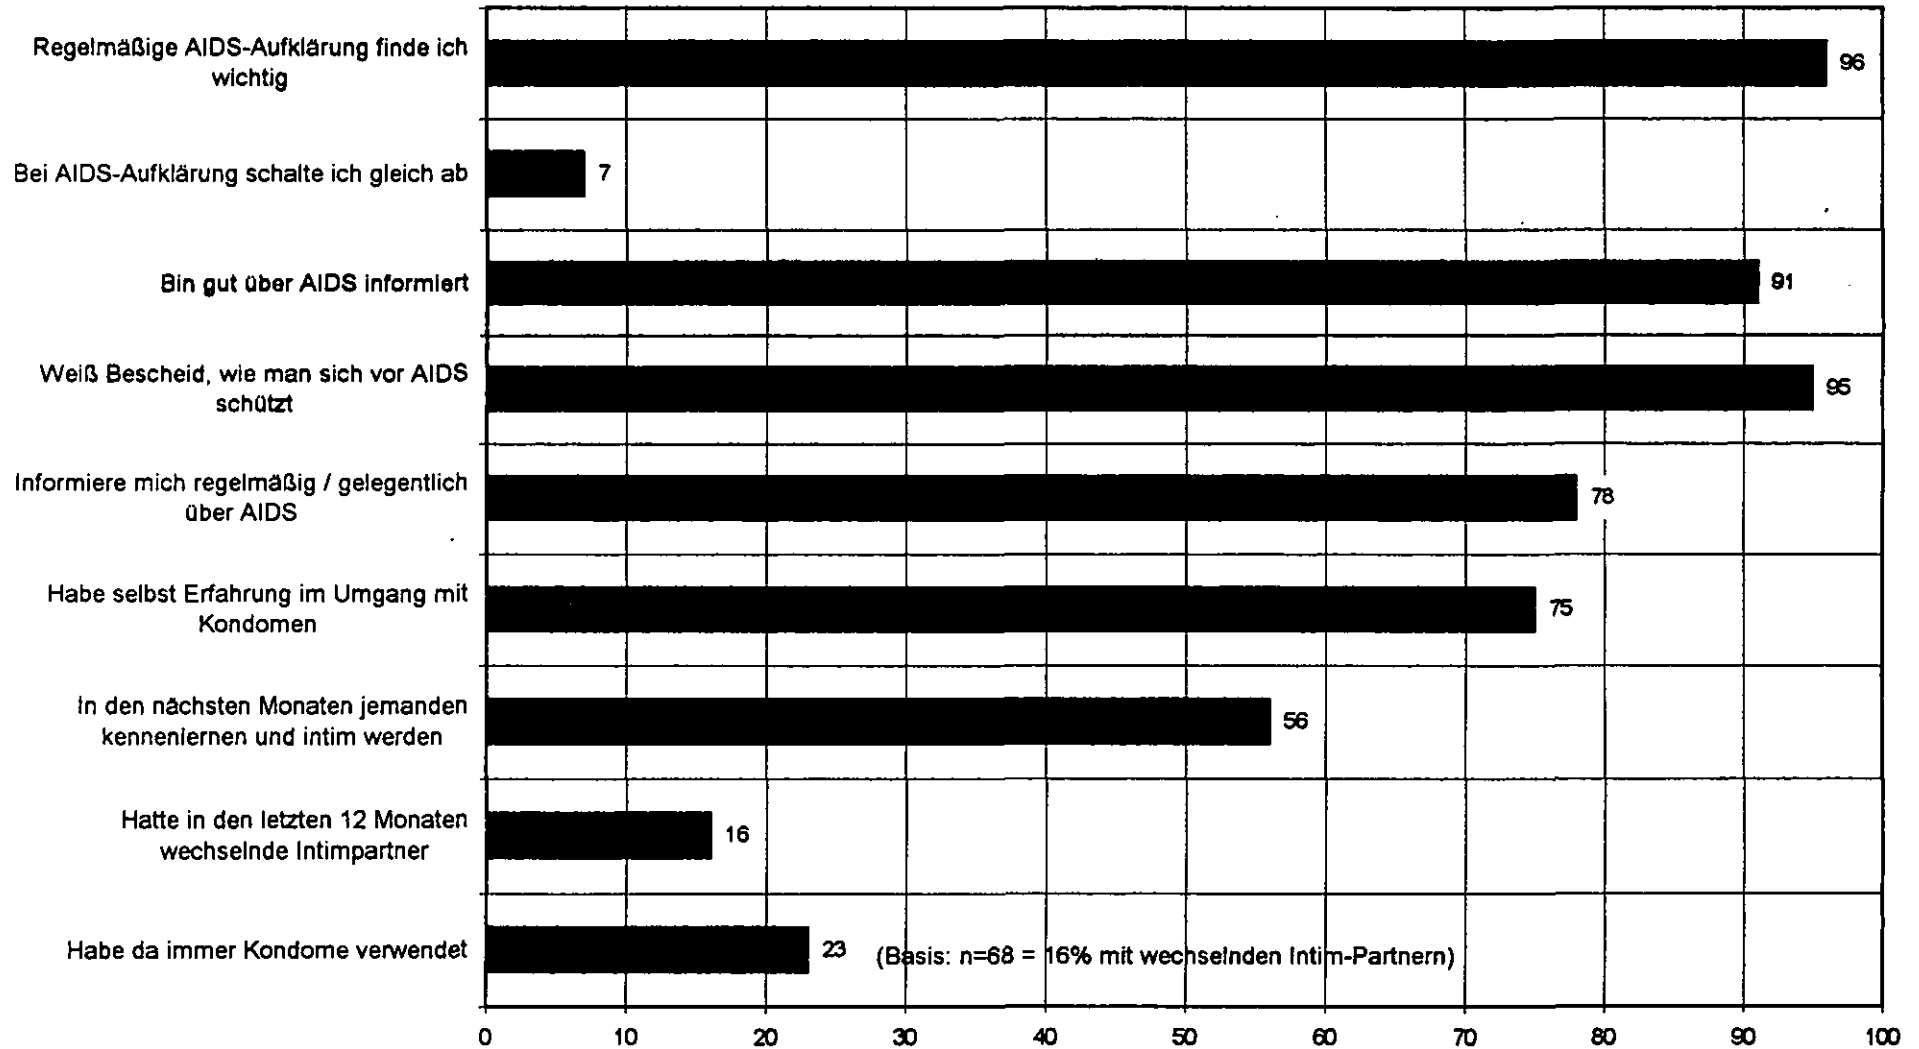 Regelmäßige AIDS-Aufklärung finde ich
wichtig
96
Bei AIDS-Aufklärung schalte ich gleich ab
7
Bin gut über AIDS informiert
91
Weiß Bescheid, wie man sich vor AIDS
schützt
95
Informiere mich regelmäßig / gelegentlich
über AIDS
78
Habe selbst Erfahrung im Umgang mit
Kondomen
75
In den nächsten Monaten jemanden
kennenlernen und intim werden
56
Hatte in den letzten 12 Monaten
wechselnde Intimpartner
16
Habe da immer Kondome verwendet
23 (Basis: n=68 = 16% mit wechselnden Intim-Partnern)
0 10 20 30 40 50 60 70 80 90 100